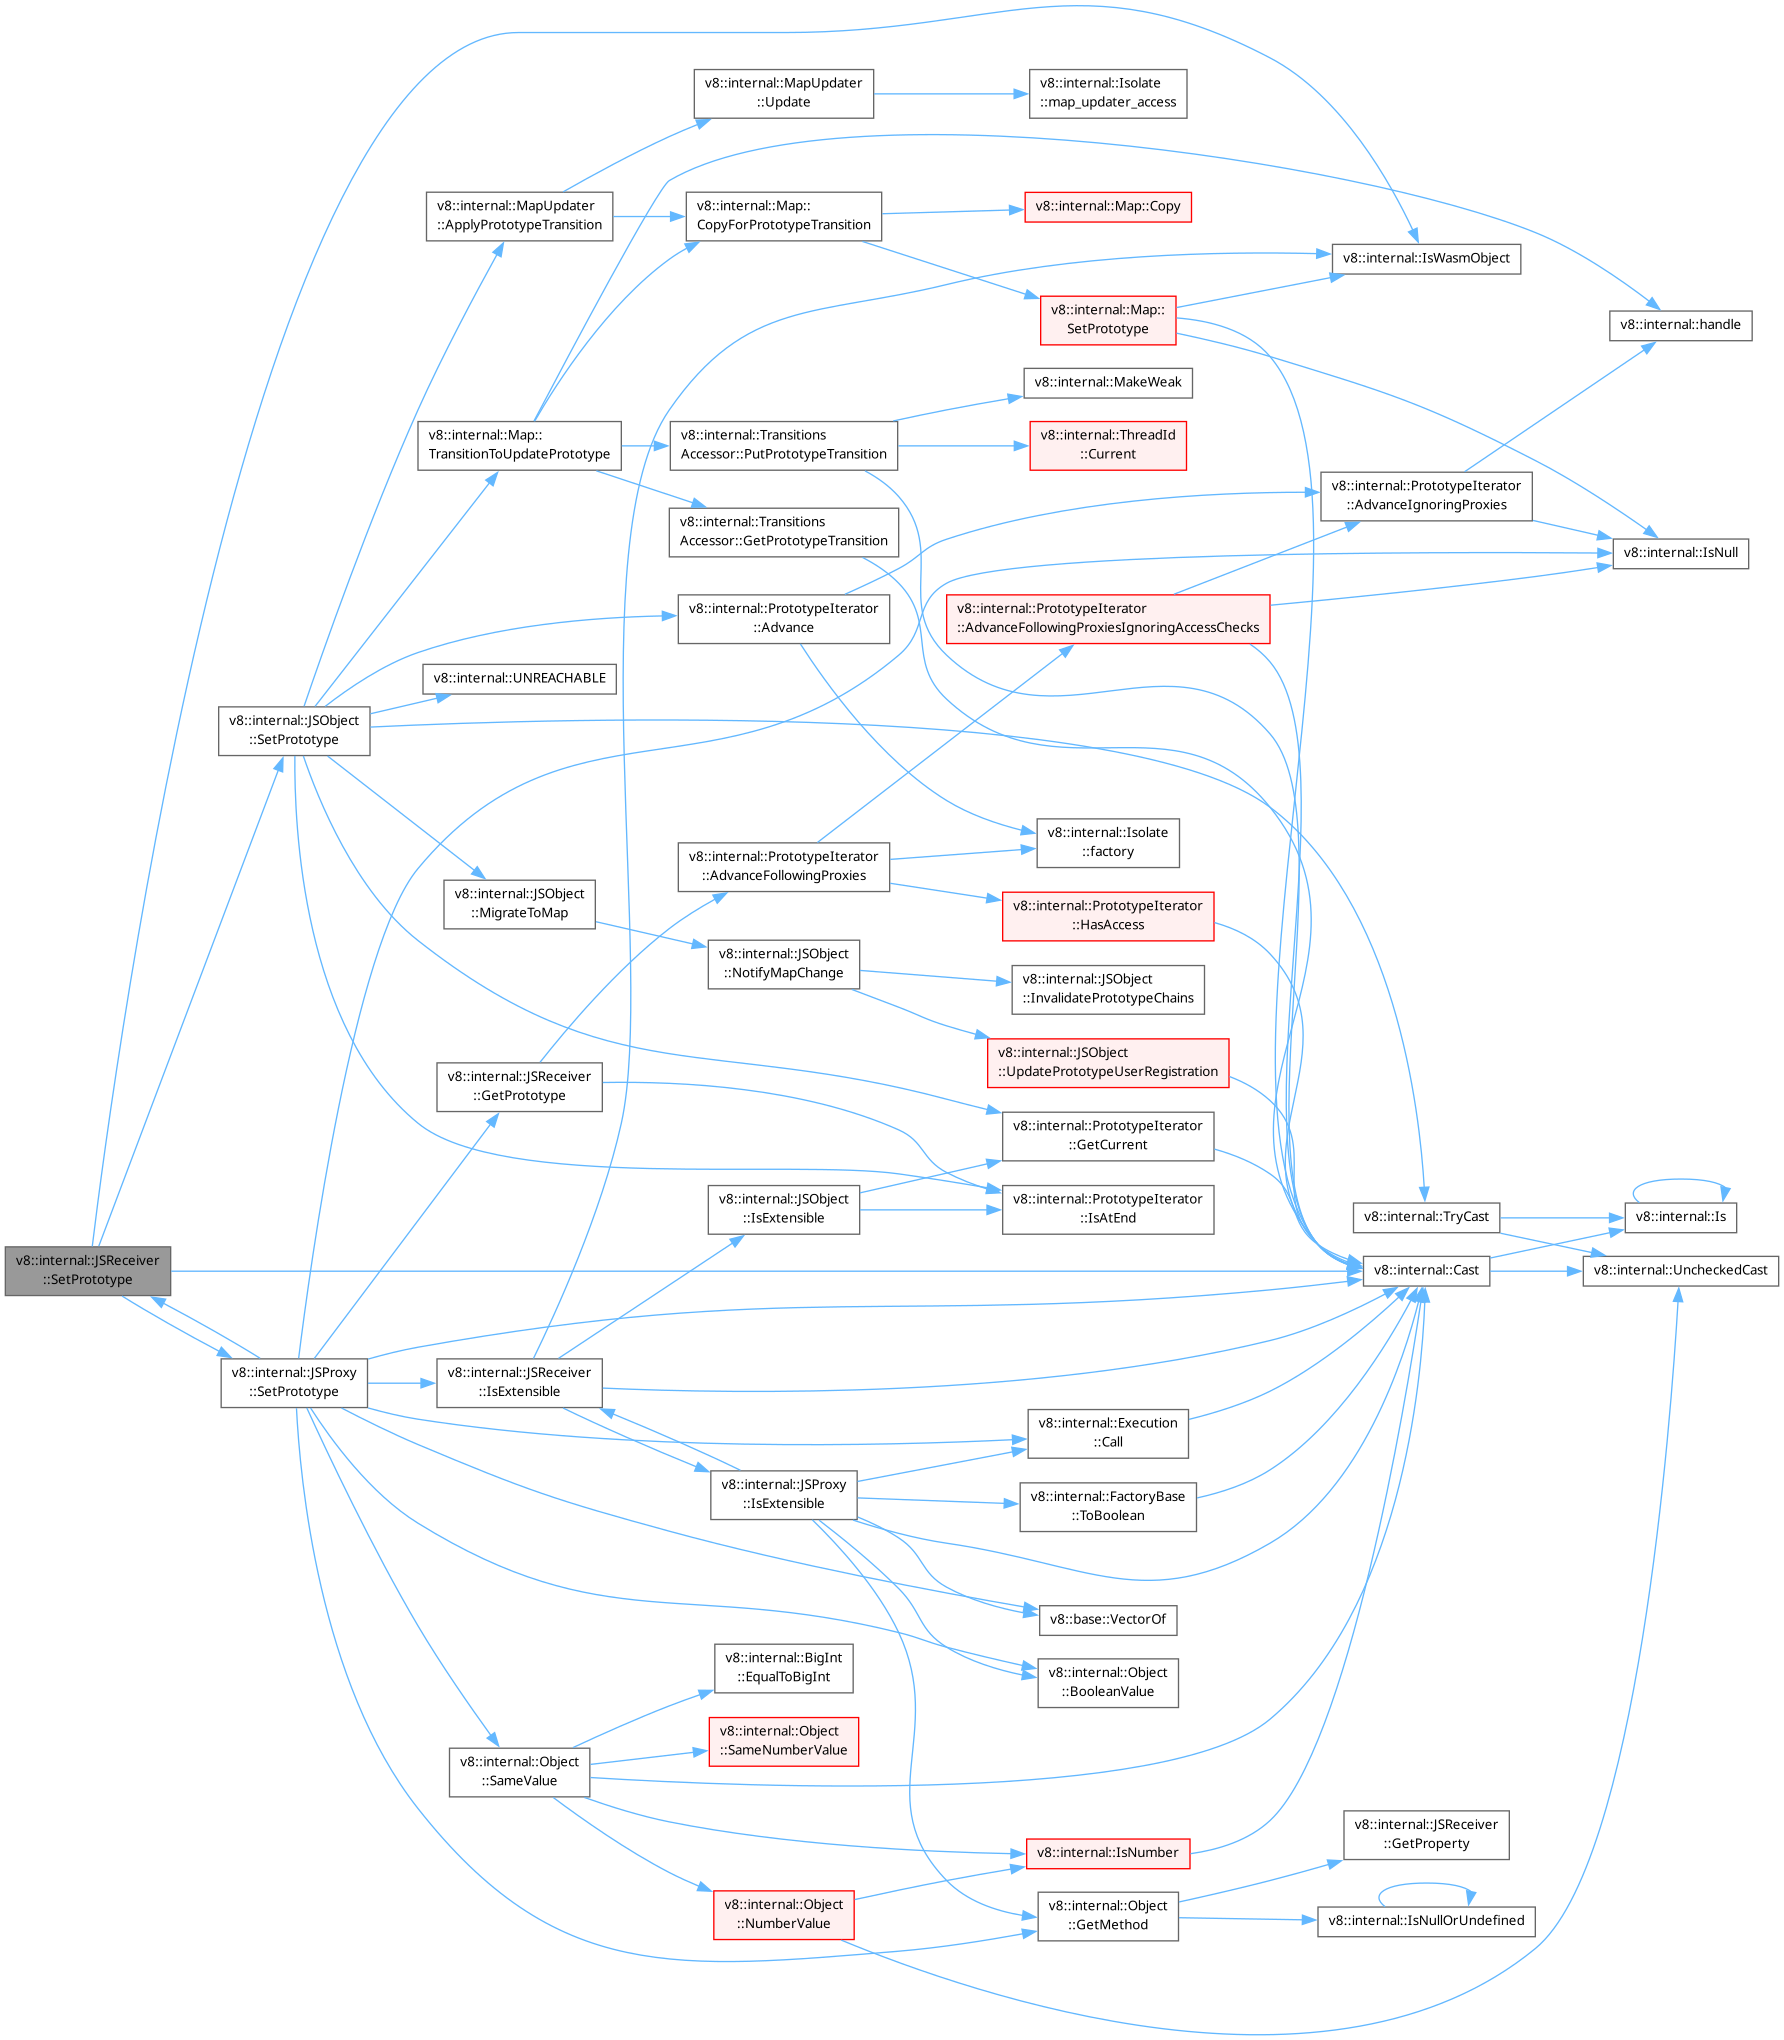 v8::internal::MapUpdater
::Update
v8::internal::Isolate
::map_updater_access
v8::internal::MapUpdater
::ApplyPrototypeTransition
v8::internal::Map::
CopyForPrototypeTransition
v8::internal::Map::Copy
v8::internal::IsWasmObject
v8::internal::Map::
SetPrototype
v8::internal::handle
v8::internal::MakeWeak
v8::internal::Map::
TransitionToUpdatePrototype
v8::internal::Transitions
Accessor::PutPrototypeTransition
v8::internal::ThreadId
::Current
v8::internal::PrototypeIterator
::AdvanceIgnoringProxies
v8::internal::Transitions
Accessor::GetPrototypeTransition
v8::internal::IsNull
v8::internal::PrototypeIterator
::Advance
v8::internal::PrototypeIterator
::AdvanceFollowingProxiesIgnoringAccessChecks
v8::internal::UNREACHABLE
v8::internal::JSObject
::SetPrototype
v8::internal::Isolate
::factory
v8::internal::PrototypeIterator
::AdvanceFollowingProxies
v8::internal::JSObject
::MigrateToMap
v8::internal::PrototypeIterator
::HasAccess
v8::internal::JSObject
::NotifyMapChange
v8::internal::JSObject
::InvalidatePrototypeChains
v8::internal::JSObject
::UpdatePrototypeUserRegistration
v8::internal::JSReceiver
::GetPrototype
v8::internal::PrototypeIterator
::GetCurrent
v8::internal::JSObject
::IsExtensible
v8::internal::PrototypeIterator
::IsAtEnd
v8::internal::TryCast
v8::internal::Is
v8::internal::JSReceiver
::SetPrototype
v8::internal::Cast
v8::internal::UncheckedCast
v8::internal::JSProxy
::SetPrototype
v8::internal::JSReceiver
::IsExtensible
v8::internal::Execution
::Call
v8::internal::JSProxy
::IsExtensible
v8::internal::FactoryBase
::ToBoolean
v8::base::VectorOf
v8::internal::BigInt
::EqualToBigInt
v8::internal::Object
::BooleanValue
v8::internal::Object
::SameNumberValue
v8::internal::Object
::SameValue
v8::internal::JSReceiver
::GetProperty
v8::internal::IsNumber
v8::internal::Object
::NumberValue
v8::internal::Object
::GetMethod
v8::internal::IsNullOrUndefined